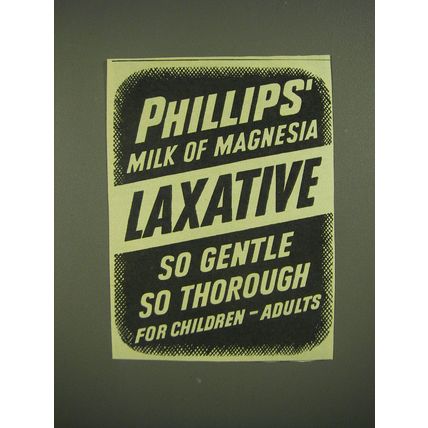 PHILLIPS'
MILK OF MAGNESIA
LAXATIVE
SO GENTLE
SO THOROUGH
FOR CHILDREN - ADULTS